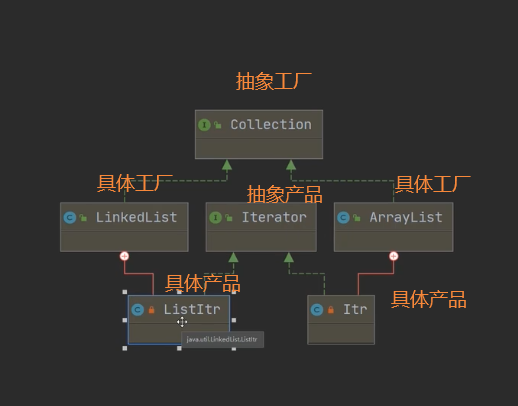 抽象工厂
Collection
具体工厂
抽象产品
具体工厂
LinkedList
Iterator
ArrayList
具体产品
具体产品
ListItr
Itr
java.util.LinkedList.ListItr